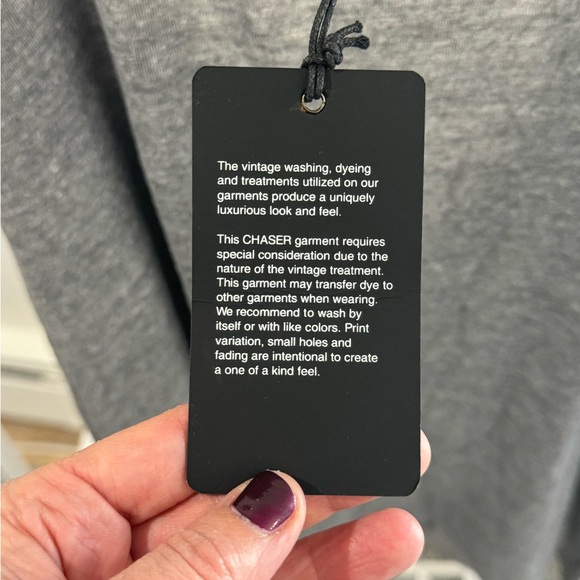 The vintage washing, dyeing
and treatments utilized on our
garments produce a uniquely
luxurious look and feel.
This CHASER garment requires
special consideration due to the
nature of the vintage treatment.
This garment may transfer dye to
other garments when wearing.
We recommend to wash by
itself or with like colors. Print
variation, small holes and
fading are intentional to create
a one of a kind feel.